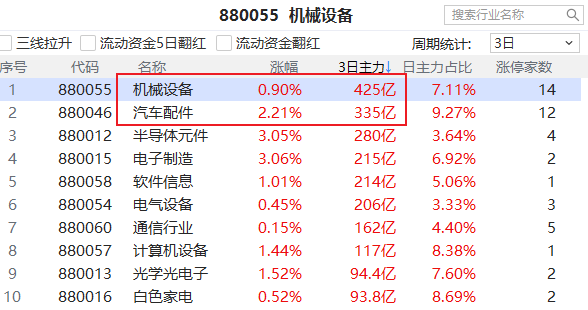 880055 机械设备 搜索行业名称
三线拉升 流动资金5日翻红 流动资金翻红 周期统计： 3日
序号 代码 名称 涨幅 3日主力↓ 日主力占比 涨停家数
1 880055 机械设备 0.90% 425亿 7.11% 14
2 880046 汽车配件 2.21% 335亿 9.27% 12
3 880012 半导体元件 3.05% 280亿 3.64% 4
4 880015 电子制造 3.06% 215亿 6.92% 2
5 880058 软件信息 1.01% 214亿 5.06% 1
6 880054 电气设备 0.45% 206亿 3.33% 3
7 880060 通信行业 0.15% 162亿 4.40% 5
8 880057 计算机设备 1.44% 117亿 8.38% 1
9 880013 光学光电子 1.52% 94.4亿 7.60% 2
10 880016 白色家电 0.52% 93.8亿 8.69% 2